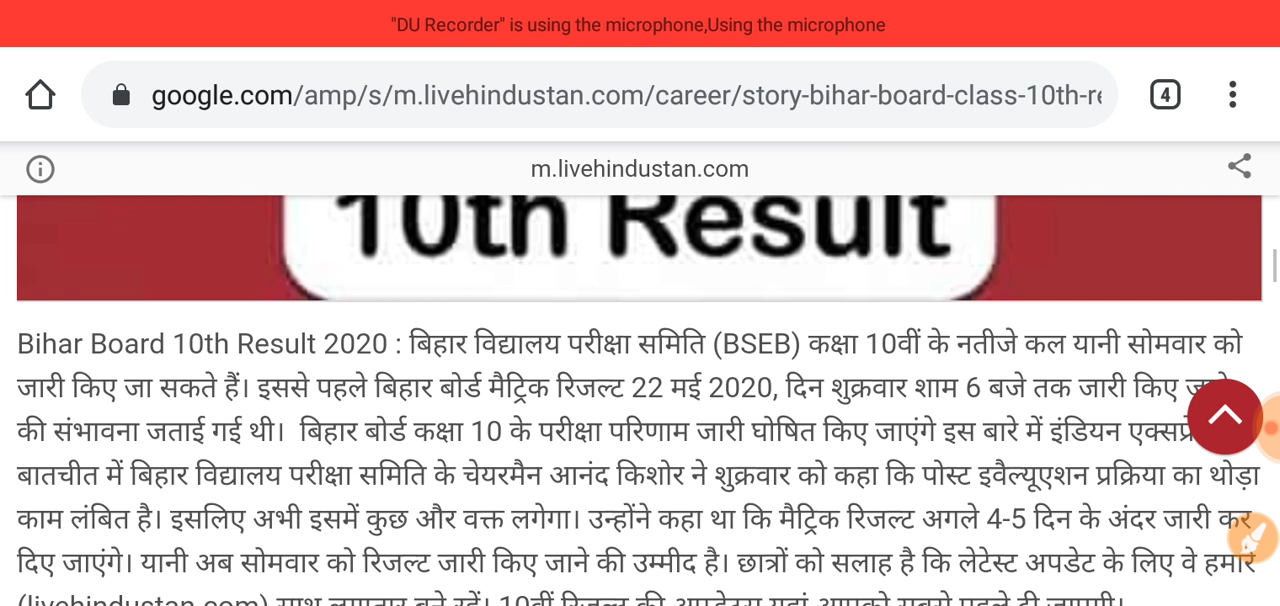 "DU Recorder" is using the microphone,Using the microphone
google.com/amp/s/m.livehindustan.com/career/story-bihar-board-class-10th-re
4
m.livehindustan.com
10th Result
Bihar Board 10th Result 2020 : बिहार विद्यालय परीक्षा समिति (BSEB) कक्षा 10वीं के नतीजे कल यानी सोमवार को
जारी किए जा सकते हैं। इससे पहले बिहार बोर्ड मैट्रिक रिजल्ट 22 मई 2020, दिन शुक्रवार शाम 6 बजे तक जारी किए
की संभावना जताई गई थी। बिहार बोर्ड कक्षा 10 के परीक्षा परिणाम जारी घोषित किए जाएंगे इस बारे में इंडियन
बातचीत में बिहार विद्यालय परीक्षा समिति के चेयरमैन आनंद किशोर ने शुक्रवार को कहा कि पोस्ट इवैल्यूएशन प्रक्रिया का थोड़ा
काम लंबित है। इसलिए अभी इसमें कुछ और वक्त लगेगा। उन्होंने कहा था कि मैट्रिक रिजल्ट अगले 4-5 दिन के अंदर जारी कर
दिए जाएंगे। यानी अब सोमवार को रिजल्ट जारी किए जाने की उम्मीद है। छात्रों को सलाह है कि लेटेस्ट अपडेट के लिए वे हमारे
(livehindustan.com)